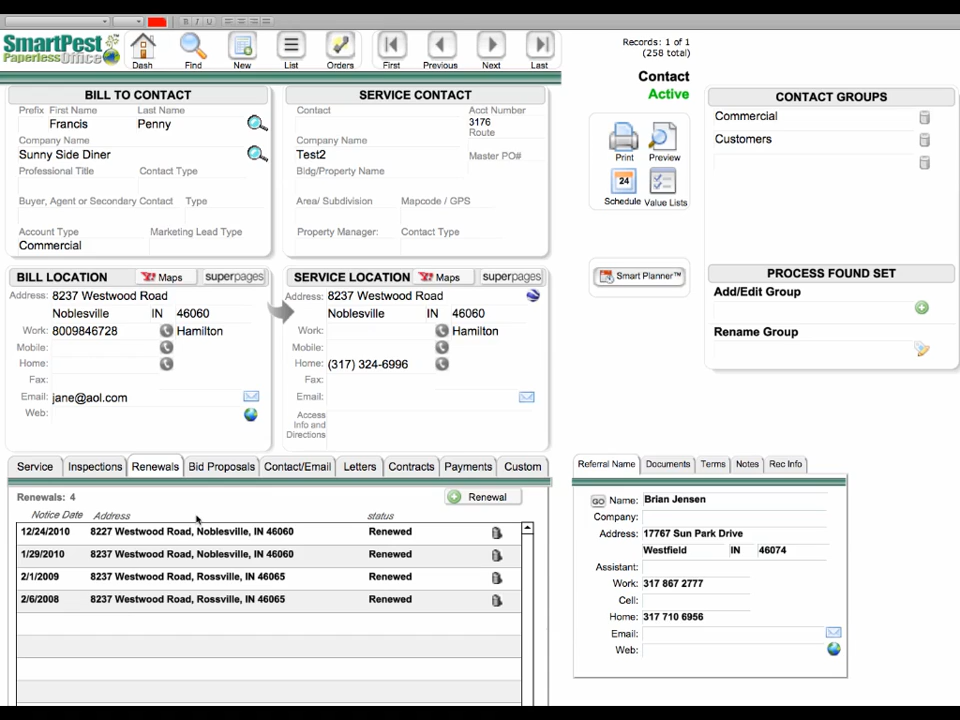 B I U
SmartPest
PaperlessOffice
Dash
Find
New
List
Orders
First
Previous
Next
Last
Records: 1 of 1
(258 total)
Contact
Active
BILL TO CONTACT
Prefix First Name Last Name
Francis Penny
Company Name
Sunny Side Diner
Professional Title Contact Type
Buyer, Agent or Secondary Contact Type
Account Type Marketing Lead Type
Commercial
SERVICE CONTACT
Contact Acct Number
3176
Route
Company Name
Test2 Master PO#
Bldg/Property Name
Area/ Subdivision Mapcode / GPS
Property Manager: Contact Type
Print Preview
24
Schedule Value Lists
Smart Planner™
CONTACT GROUPS
Commercial
Customers
PROCESS FOUND SET
Add/Edit Group
Rename Group
BILL LOCATION Y! Maps superpages
Address: 8237 Westwood Road
Noblesville IN 46060
Work: 8009846728 Hamilton
Mobile:
Home:
Fax:
Email: jane@aol.com
Web:
SERVICE LOCATION Y! Maps superpages
Address: 8237 Westwood Road
Noblesville IN 46060
Work: Hamilton
Mobile:
Home: (317) 324-6996
Fax:
Email:
Access
Info and
Directions
Service Inspections Renewals Bid Proposals Contact/Email Letters Contracts Payments Custom
Renewals: 4 Renewal
Notice Date Address status
12/24/2010 8227 Westwood Road, Noblesville, IN 46060 Renewed
1/29/2010 8237 Westwood Road, Noblesville, IN 46060 Renewed
2/1/2009 8237 Westwood Road, Rossville, IN 46065 Renewed
2/6/2008 8237 Westwood Road, Rossville, IN 46065 Renewed
Referral Name Documents Terms Notes Rec Info
GO Name: Brian Jensen
Company:
Address: 17767 Sun Park Drive
Westfield IN 46074
Assistant:
Work: 317 867 2777
Cell:
Home: 317 710 6956
Email:
Web: